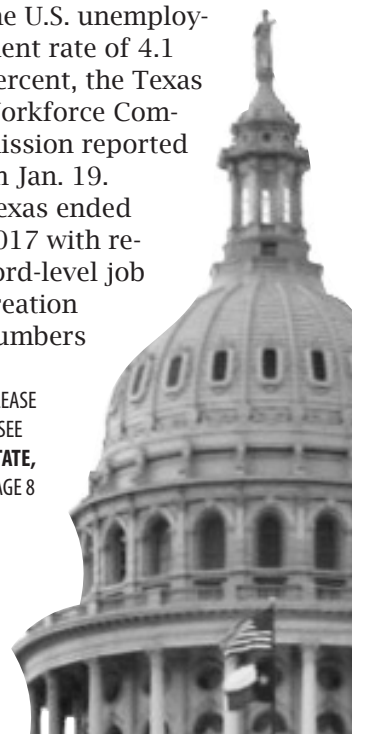 he U.S. unemploy-
ent rate of 4.1
ercent, the Texas
orkforce Com-
ission reported
n Jan. 19.
exas ended
017 with re-
ord-level job
reation
umbers
EASE
SEE
TATE,
AGE 8